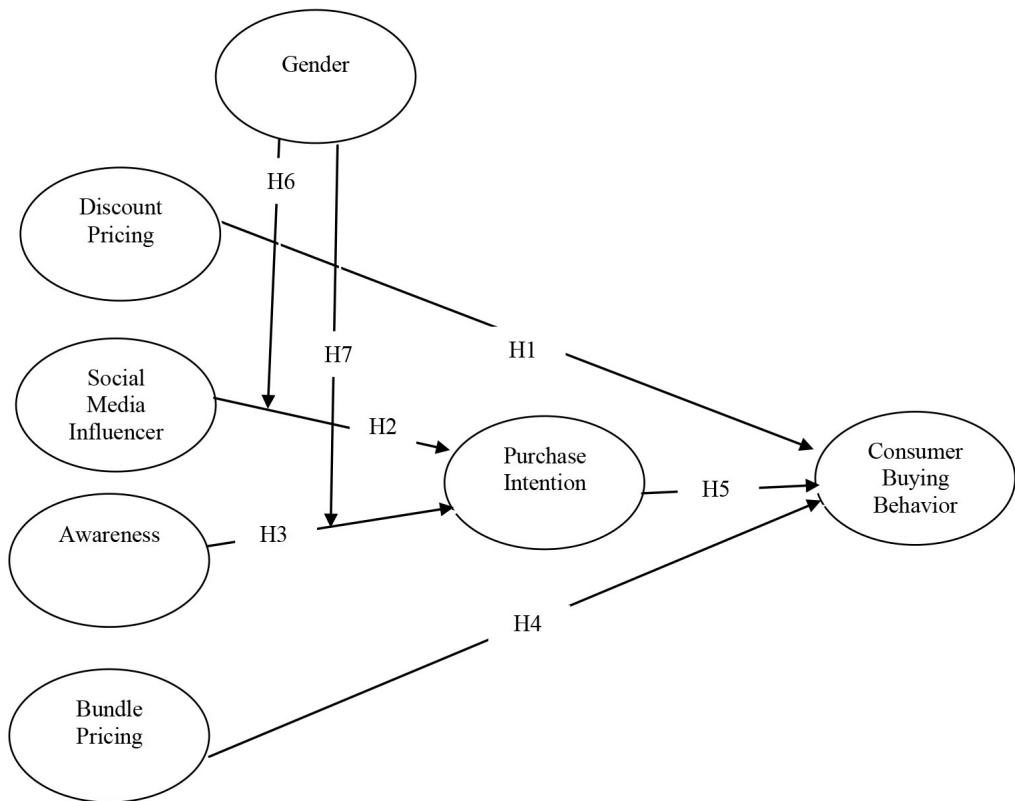 Gender
H6
Discount
Pricing
H7
H1
Social
Media
Influencer
H2
Purchase
Intention
Consumer
Buying
Behavior
H5
Awareness
H3
H4
Bundle
Pricing